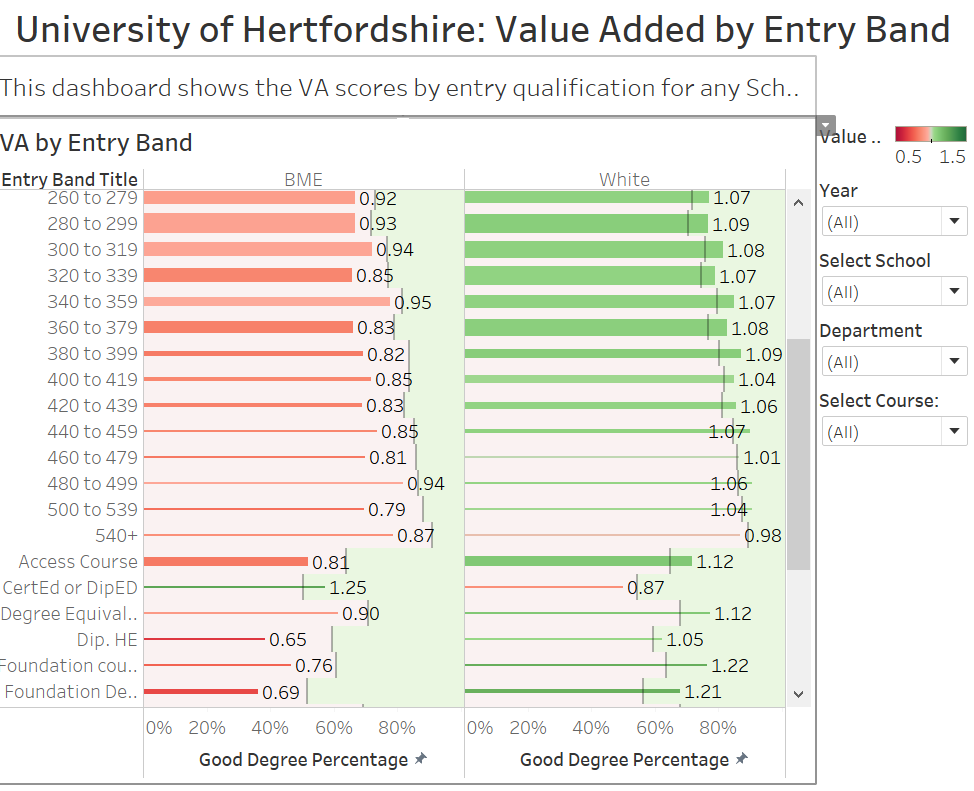 University of Hertfordshire: Value Added by Entry Band
This dashboard shows the VA scores by entry qualification for any Sch..
VA by Entry Band
Value ..
0.5 1.5
Entry Band Title BME White
260 to 279 0.92 1.07
280 to 299 0.93 1.09
300 to 319 0.94 1.08
320 to 339 0.85 1.07
340 to 359 0.95 1.07
360 to 379 0.83 1.08
380 to 399 0.82 1.09
400 to 419 0.85 1.04
420 to 439 0.83 1.06
440 to 459 0.85 1.07
460 to 479 0.81 1.01
480 to 499 0.94 1.06
500 to 539 0.79 1.04
540+ 0.87 0.98
Access Course 0.81 1.12
CertEd or DipED 1.25 0.87
Degree Equival.. 0.90 1.12
Dip. HE 0.65 1.05
Foundation cou.. 0.76 1.22
Foundation De.. 0.69 1.21
0% 20% 40% 60% 80% 0% 20% 40% 60% 80%
Good Degree Percentage Good Degree Percentage
Year
(All)
Select School
(All)
Department
(All)
Select Course:
(All)